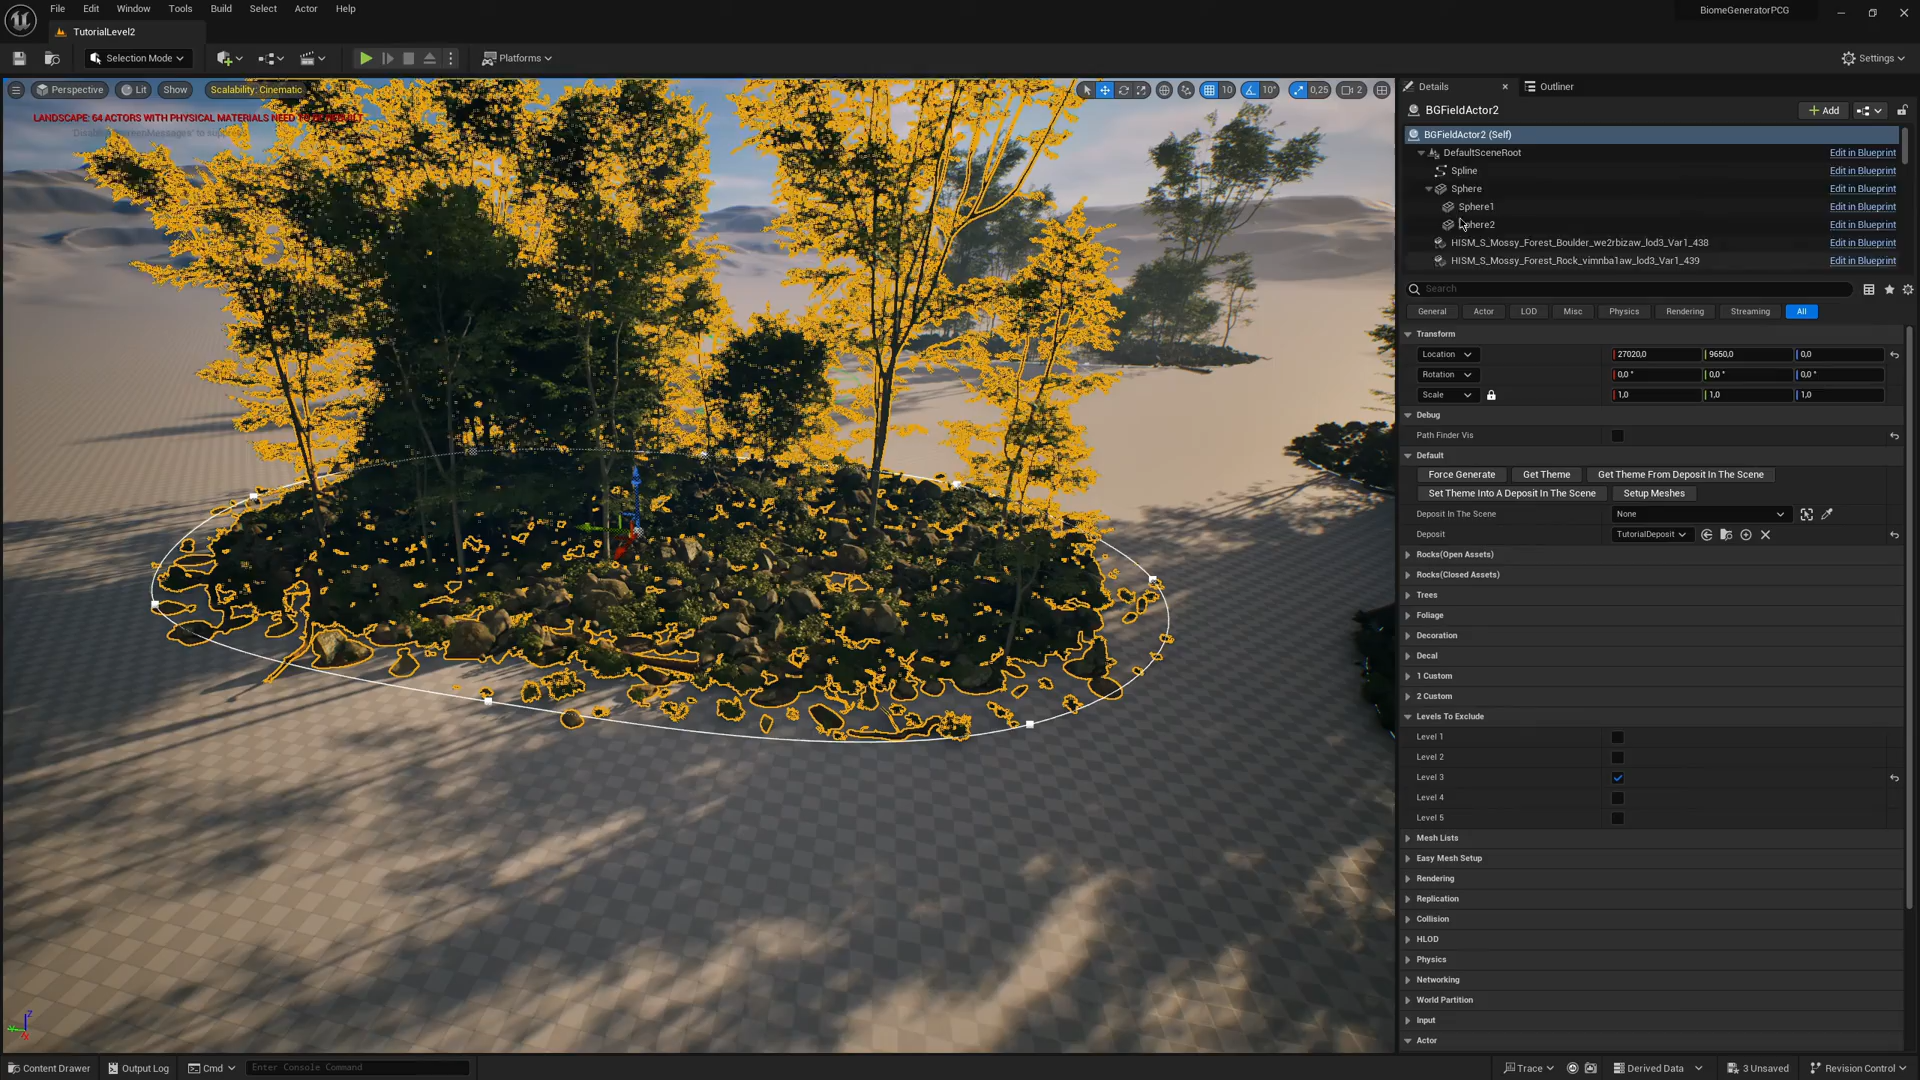 File Edit Window Tools Build Select Actor Help
BiomeGeneratorPCG
TutorialLevel2
Selection Mode
Platforms
Settings
Perspective Lit Show Scalability: Cinematic
10 10° 0,25 2
LANDSCAPE: 64 ACTORS WITH PHYSICAL MATERIALS NEED TO BE
Details
Outliner
BGFieldActor2
Add
BGFieldActor2 (Self)
DefaultSceneRoot Edit in Blueprint
Spline Edit in Blueprint
Sphere Edit in Blueprint
Sphere1 Edit in Blueprint
Sphere2 Edit in Blueprint
HISM_S_Mossy_Forest_Boulder_we2rbizaw_lod3_Var1_438 Edit in Blueprint
HISM_S_Mossy_Forest_Rock_vimnba1aw_lod3_Var1_439 Edit in Blueprint
Search
General Actor LOD Misc Physics Rendering Streaming All
Transform
Location 27020,0 9650,0 0,0
Rotation 0,0 ° 0,0 ° 0,0 °
Scale 1,0 1,0 1,0
Debug
Path Finder Vis
Default
Force Generate Get Theme Get Theme From Deposit In The Scene
Set Theme Into A Deposit In The Scene Setup Meshes
Deposit In The Scene None
Deposit TutorialDeposit
Rocks(Open Assets)
Rocks(Closed Assets)
Trees
Foliage
Decoration
Decal
1 Custom
2 Custom
Levels To Exclude
Level 1
Level 2
Level 3
Level 4
Level 5
Mesh Lists
Easy Mesh Setup
Rendering
Replication
Collision
HLOD
Physics
Networking
World Partition
Input
Actor
Content Drawer Output Log Cmd Enter Console Command
Trace Derived Data 3 Unsaved Revision Control